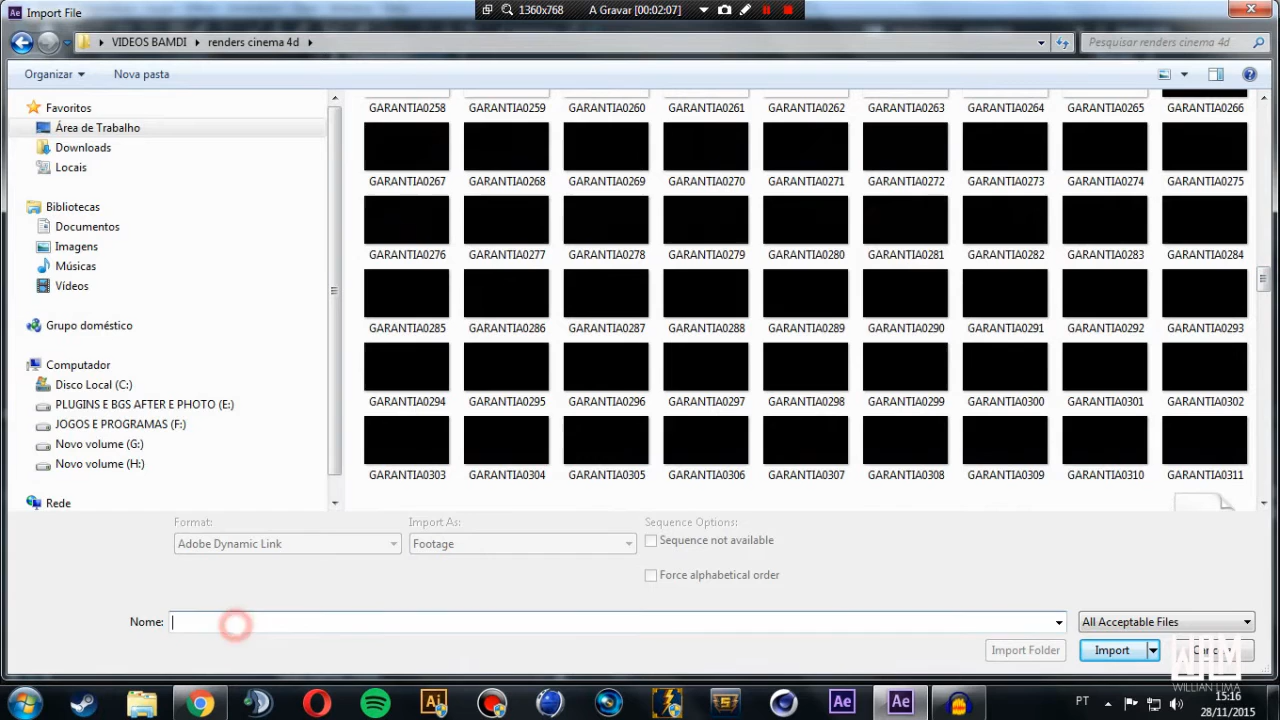 Import File
1360x768
A Gravar [00:02:07]
VIDEOS BAMDI
renders cinema 4d
Pesquisar renders cinema 4d
Organizar
Nova pasta
Favoritos
Área de Trabalho
Downloads
Locais
Bibliotecas
Documentos
Imagens
Músicas
Vídeos
Grupo doméstico
Computador
Disco Local (C:)
PLUGINS E BGS AFTER E PHOTO (E:)
JOGOS E PROGRAMAS (F:)
Novo volume (G:)
Novo volume (H:)
Rede
GARANTIA0258 GARANTIA0259 GARANTIA0260 GARANTIA0261 GARANTIA0262 GARANTIA0263 GARANTIA0264 GARANTIA0265 GARANTIA0266
GARANTIA0267 GARANTIA0268 GARANTIA0269 GARANTIA0270 GARANTIA0271 GARANTIA0272 GARANTIA0273 GARANTIA0274 GARANTIA0275
GARANTIA0276 GARANTIA0277 GARANTIA0278 GARANTIA0279 GARANTIA0280 GARANTIA0281 GARANTIA0282 GARANTIA0283 GARANTIA0284
GARANTIA0285 GARANTIA0286 GARANTIA0287 GARANTIA0288 GARANTIA0289 GARANTIA0290 GARANTIA0291 GARANTIA0292 GARANTIA0293
GARANTIA0294 GARANTIA0295 GARANTIA0296 GARANTIA0297 GARANTIA0298 GARANTIA0299 GARANTIA0300 GARANTIA0301 GARANTIA0302
GARANTIA0303 GARANTIA0304 GARANTIA0305 GARANTIA0306 GARANTIA0307 GARANTIA0308 GARANTIA0309 GARANTIA0310 GARANTIA0311
Format:
Adobe Dynamic Link
Import As:
Footage
Sequence Options:
Sequence not available
Force alphabetical order
Nome:
All Acceptable Files
Import Folder
Import
WILLIAN LIMA
PT
15:16
28/11/2015